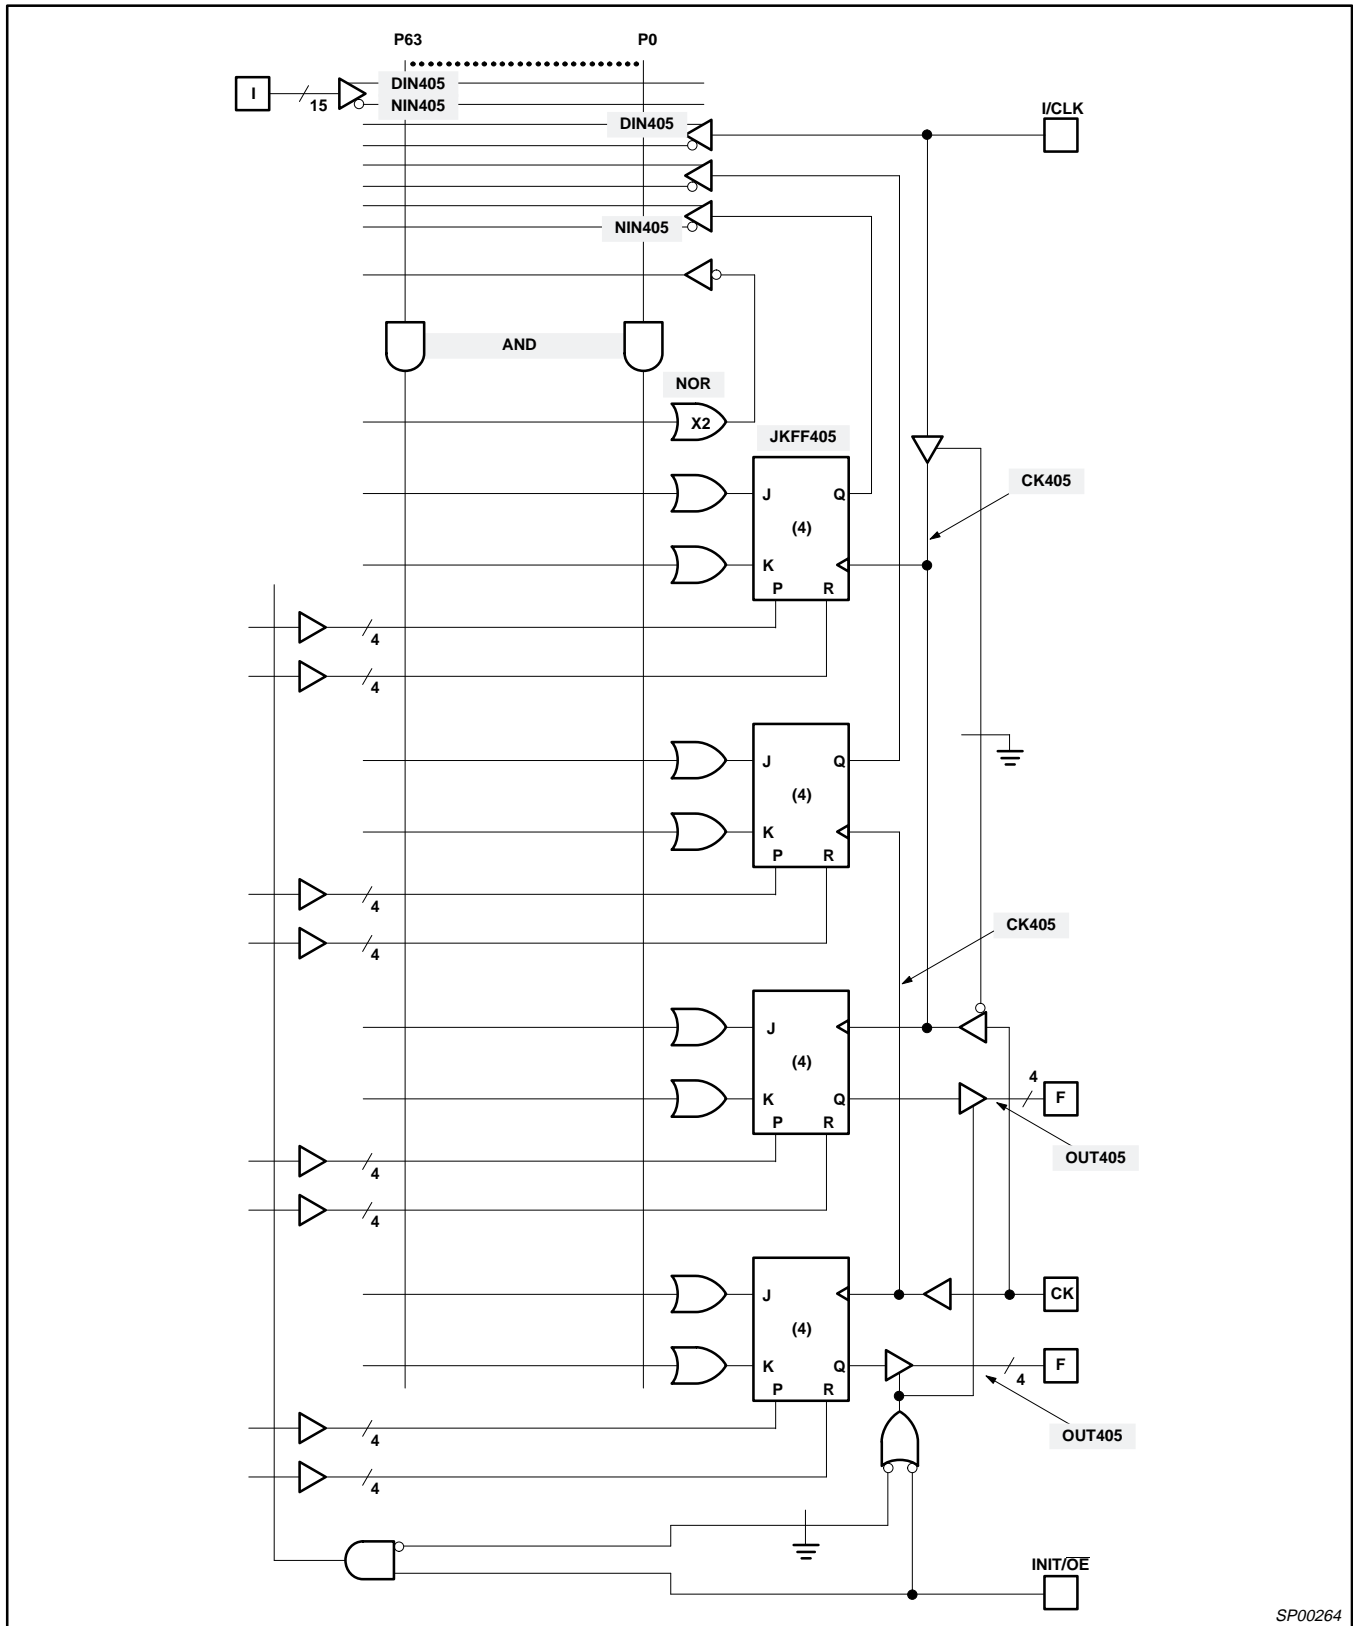 P63 P0
DIN405
I 15 NIN405
I/CLK
DIN405
NIN405
AND
NOR
X2
JKFF405
CK405
J Q
(4)
K
P R
4
4
J Q
(4)
K
P R
4
4
CK405
J
(4)
4
K Q F
P R
OUT405
4
4
J CK
(4)
K Q F
4
P R
OUT405
4
4
INIT/O̅E̅
SP00264